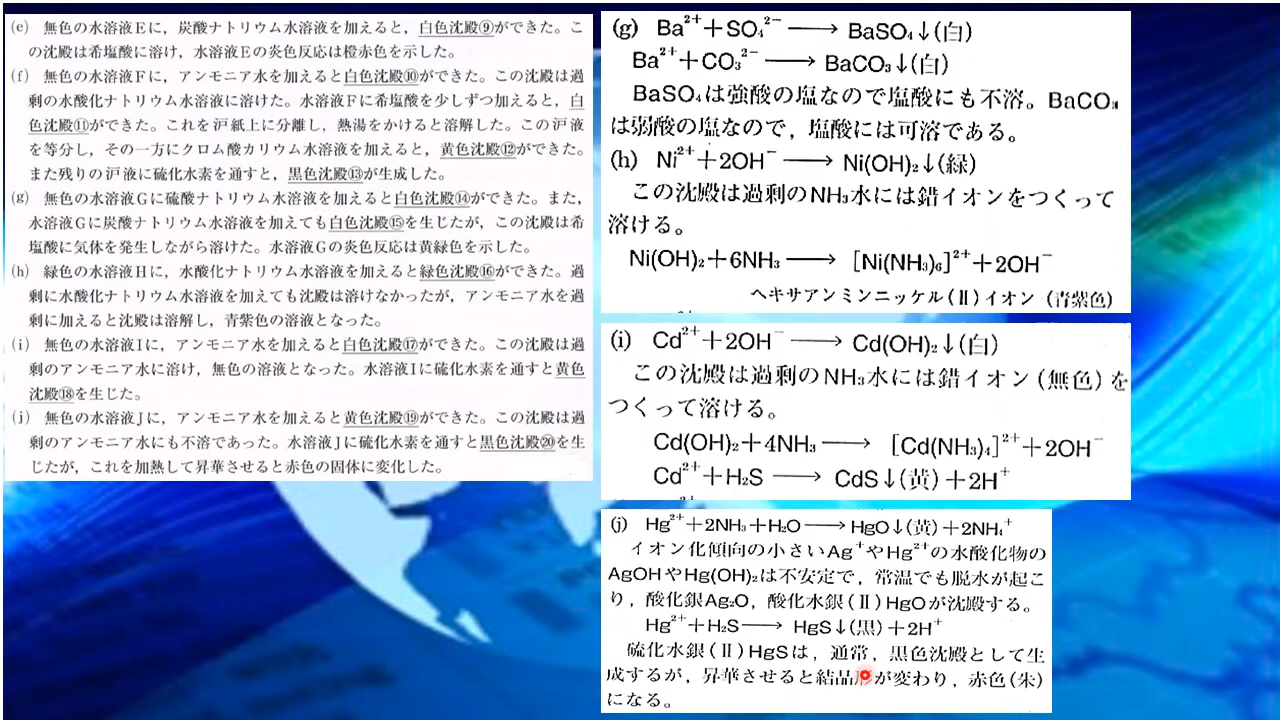 (e) 無色の水溶液Eに，炭酸ナトリウム水溶液を加えると，白色沈殿⑨ができた。こ
の沈殿は希塩酸に溶け，水溶液Eの炎色反応は橙赤色を示した。
(f) 無色の水溶液Fに，アンモニア水を加えると白色沈殿⑩ができた。この沈殿は過
剰の水酸化ナトリウム水溶液に溶けた。水溶液Fに希塩酸を少しずつ加えると，白
色沈殿⑪ができた。これを沪紙上に分離し，熱湯をかけると溶解した。この沪液
を等分し，その一方にクロム酸カリウム水溶液を加えると，黄色沈殿⑫ができた。
また残りの沪液に硫化水素を通すと，黒色沈殿⑬が生成した。
(g) 無色の水溶液Gに硫酸ナトリウム水溶液を加えると白色沈殿⑭ができた。また，
水溶液Gに炭酸ナトリウム水溶液を加えても白色沈殿⑮を生じたが，この沈殿は希
塩酸に気体を発生しながら溶けた。水溶液Gの炎色反応は黄緑色を示した。
(h) 緑色の水溶液Hに，水酸化ナトリウム水溶液を加えると緑色沈殿⑯ができた。過
剰に水酸化ナトリウム水溶液を加えても沈殿は溶けなかったが，アンモニア水を過
剰に加えると沈殿は溶解し，青紫色の溶液となった。
(i) 無色の水溶液Iに，アンモニア水を加えると白色沈殿⑰ができた。この沈殿は過
剰のアンモニア水に溶け，無色の溶液となった。水溶液Iに硫化水素を通すと黄色
沈殿⑱を生じた。
(j) 無色の水溶液Jに，アンモニア水を加えると黄色沈殿⑲ができた。この沈殿は過
剰のアンモニア水にも不溶であった。水溶液Jに硫化水素を通すと黒色沈殿⑳を生
じたが，これを加熱して昇華させると赤色の固体に変化した。
(g) Ba²⁺＋SO₄²⁻ ⟶ BaSO₄↓(白)
Ba²⁺＋CO₃²⁻ ⟶ BaCO₃↓(白)
BaSO₄は強酸の塩なので塩酸にも不溶。BaCO₃
は弱酸の塩なので，塩酸には可溶である。
(h) Ni²⁺＋2OH⁻ ⟶ Ni(OH)₂↓(緑)
この沈殿は過剰のNH₃水には錯イオンをつくって
溶ける。
Ni(OH)₂＋6NH₃ ⟶ [Ni(NH₃)₆]²⁺＋2OH⁻
ヘキサアンミンニッケル(Ⅱ)イオン (青紫色)
(i) Cd²⁺＋2OH⁻ ⟶ Cd(OH)₂↓(白)
この沈殿は過剰のNH₃水には錯イオン(無色)を
つくって溶ける。
Cd(OH)₂＋4NH₃ ⟶ [Cd(NH₃)₄]²⁺＋2OH⁻
Cd²⁺＋H₂S ⟶ CdS↓(黄)＋2H⁺
(j) Hg²⁺＋2NH₃＋H₂O ⟶ HgO↓(黄)＋2NH₄⁺
イオン化傾向の小さいAg⁺やHg²⁺の水酸化物の
AgOHやHg(OH)₂は不安定で，常温でも脱水が起こ
り，酸化銀Ag₂O，酸化水銀(Ⅱ)HgOが沈殿する。
Hg²⁺＋H₂S ⟶ HgS↓(黒)＋2H⁺
硫化水銀(Ⅱ)HgSは，通常，黒色沈殿として生
成するが，昇華させると結晶が変わり，赤色(朱)
になる。